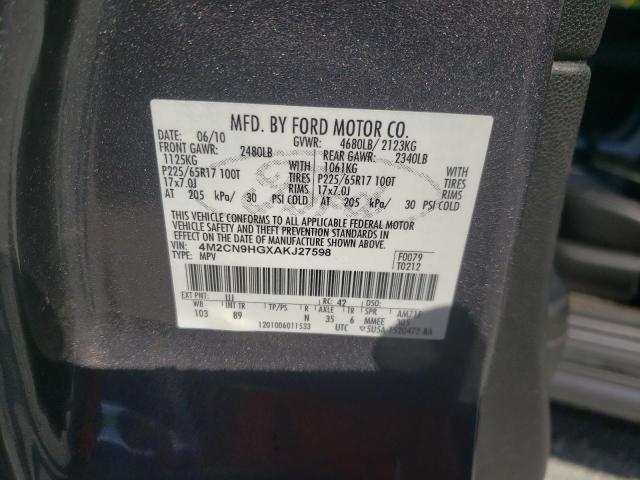 MFD. BY FORD MOTOR CO.
DATE: 06/10 GVWR: 4680LB/ 2123KG
FRONT GAWR: 2480LB REAR GAWR: 2340LB
1125KG WITH 1061KG WITH
P225/65R17 100T TIRES P225/65R17 100T TIRES
17x7.0J RIMS 17x7.0J RIMS
AT 205 kPa/ 30 PSI COLD AT 205 kPa/ 30 PSI COLD
THIS VEHICLE CONFORMS TO ALL APPLICABLE FEDERAL MOTOR
VEHICLE SAFETY AND THEFT PREVENTION STANDARDS IN EFFECT
ON THE DATE OF MANUFACTURE SHOWN ABOVE.
VIN: 4M2CN9HGXAKJ27598 F0079
TYPE: MPV T0212
EXT PNT: UJ RC: 42 DSO:
WB INT TR TP/PS R AXLE TR SPR
103 B9 N 35 6 MMEE
1201006011533 UTC